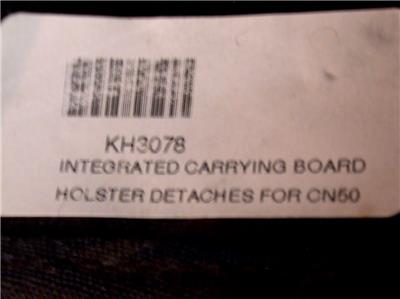 KH3078
INTEGRATED CARRYING BOARD
HOLSTER DETACHES FOR CN50